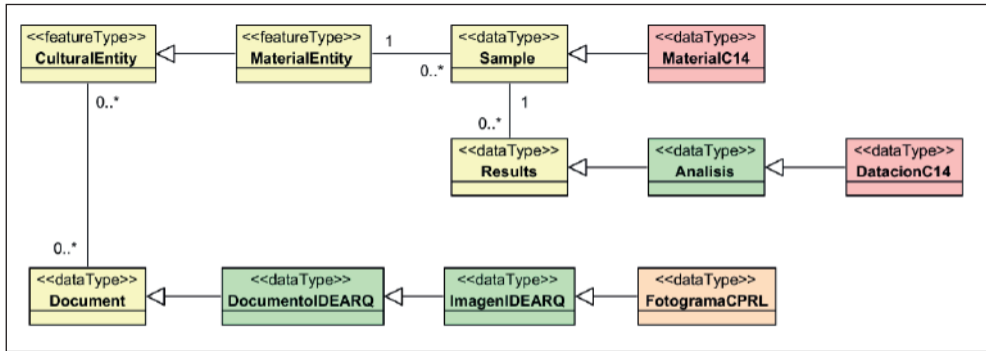 <<featureType>>
CulturalEntity
<<featureType>>
MaterialEntity
1
0..*
<<dataType>>
Sample
<<dataType>>
MaterialC14
0..*
1
0..*
<<dataType>>
Results
<<dataType>>
Analisis
<<dataType>>
DatacionC14
0..*
<<dataType>>
Document
<<dataType>>
DocumentoIDEARQ
<<dataType>>
ImagenIDEARQ
<<dataType>>
FotogramaCPRL